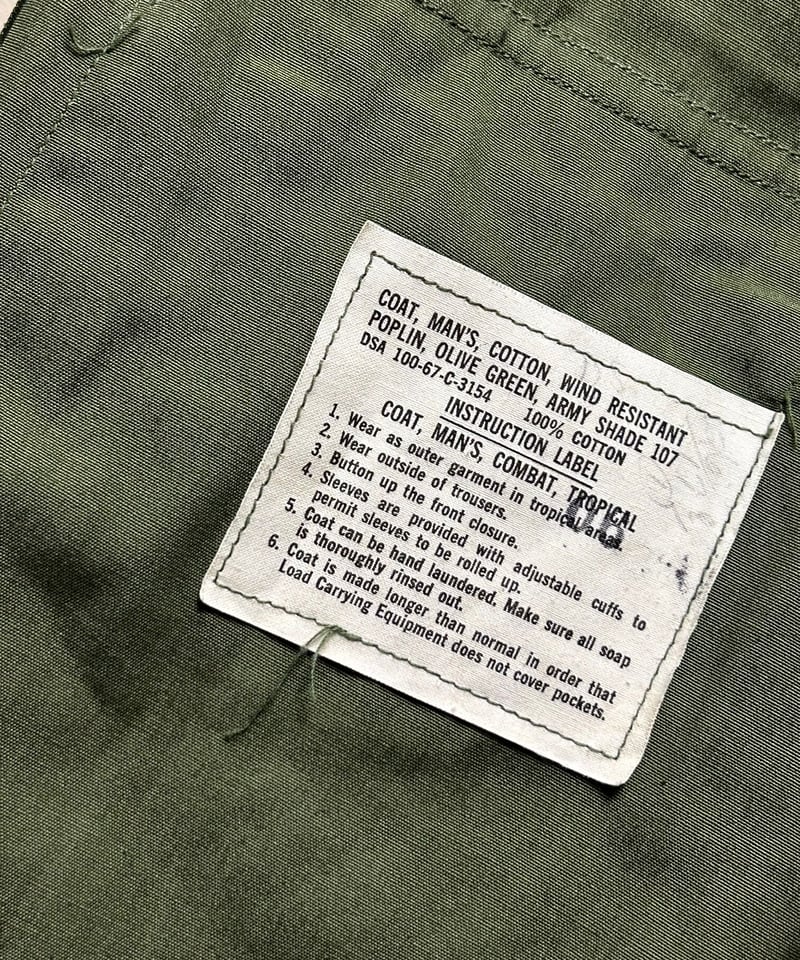 COAT, MAN'S, COTTON, WIND RESISTANT
POPLIN, OLIVE GREEN, ARMY SHADE 107
DSA 100-67-C-3154 100% COTTON
INSTRUCTION LABEL
COAT, MAN'S, COMBAT, TROPICAL
1. Wear as outer garment in tropical areas.
2. Wear outside of trousers.
3. Button up the front closure.
4. Sleeves are provided with adjustable cuffs to
permit sleeves to be rolled up.
5. Coat can be hand laundered. Make sure all soap
is thoroughly rinsed out.
6. Coat is made longer than normal in order that
Load Carrying Equipment does not cover pockets.